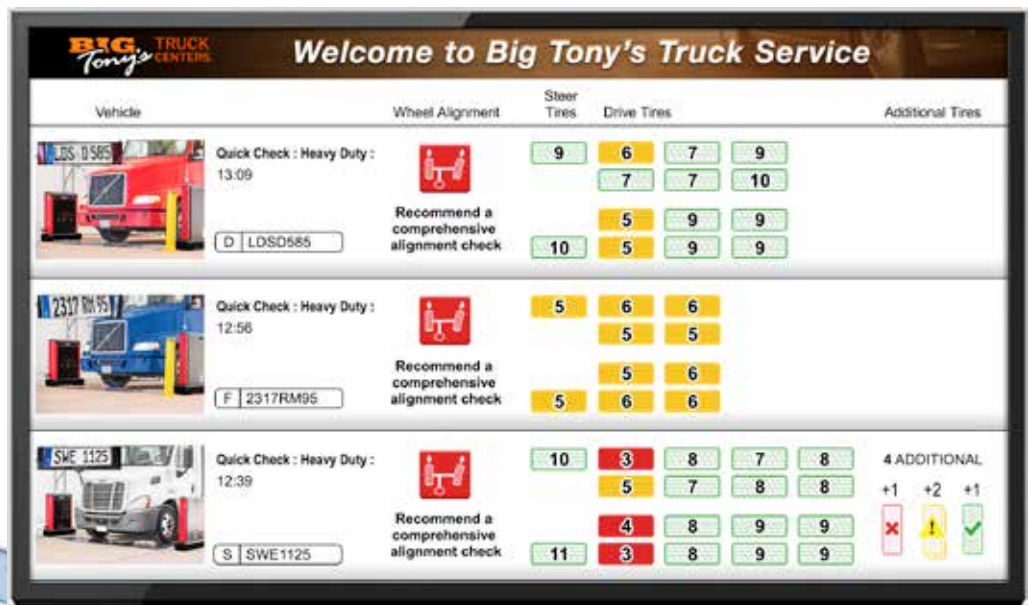 BIG Tony's TRUCK CENTERS
Welcome to Big Tony's Truck Service
Vehicle Wheel Alignment Steer Tires Drive Tires Additional Tires
LDS D 585
Quick Check : Heavy Duty :
13:09
D LDSD585
Recommend a
comprehensive
alignment check
9 6 7 9
7 7 10
5 9 9
10 5 9 9
2317 RM 95
Quick Check : Heavy Duty :
12:56
F 2317RM95
Recommend a
comprehensive
alignment check
5 6 6
5 5
5 6
5 6 6
SWE 1125
Quick Check : Heavy Duty :
12:39
S SWE1125
Recommend a
comprehensive
alignment check
10 3 8 7 8
5 7 8 8
4 8 9 9
11 3 8 9 9
4 ADDITIONAL
+1 +2 +1